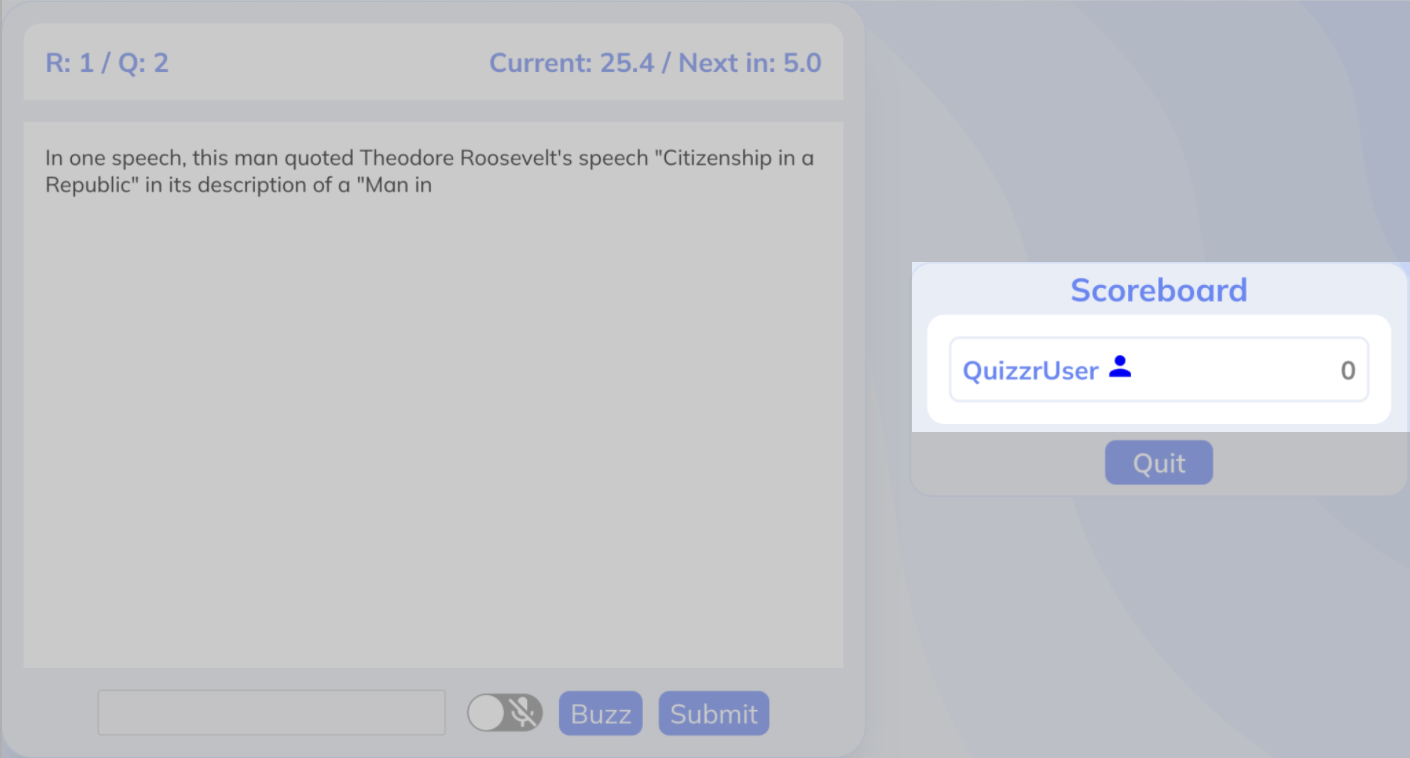 R: 1 / Q: 2
Current: 25.4 / Next in: 5.0
In one speech, this man quoted Theodore Roosevelt's speech "Citizenship in a
Republic" in its description of a "Man in
Scoreboard
QuizzrUser
0
Quit
Buzz
Submit